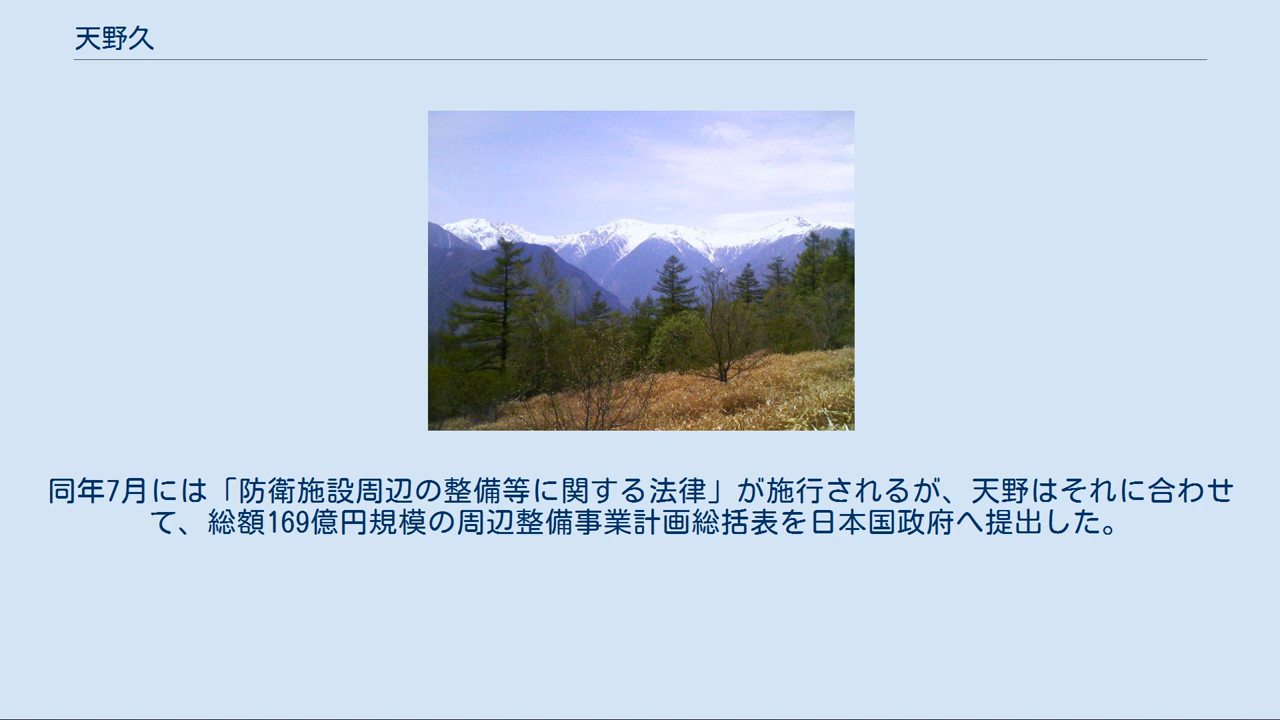 天野久
同年7月には「防衛施設周辺の整備等に関する法律」が施行されるが、天野はそれに合わせ
て、総額169億円規模の周辺整備事業計画総括表を日本国政府へ提出した。